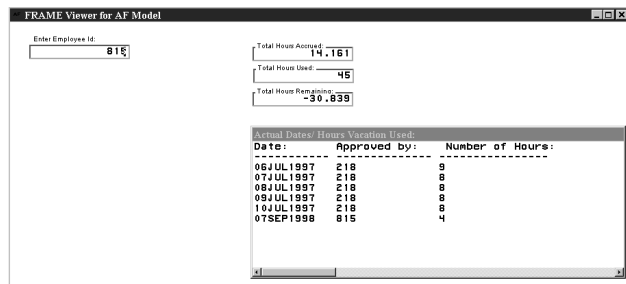 FRAME Viewer for AF Model
Enter Employee Id:
815
Total Hours Accrued:
14.161
Total Hours Used:
45
Total Hours Remaining:
-30.839
Actual Dates/ Hours Vacation Used:
Date: Approved by: Number of Hours:
------------ ------------- -----------------
06JUL1997 218 9
07JUL1997 218 8
08JUL1997 218 8
09JUL1997 218 8
10JUL1997 218 8
07SEP1998 815 4